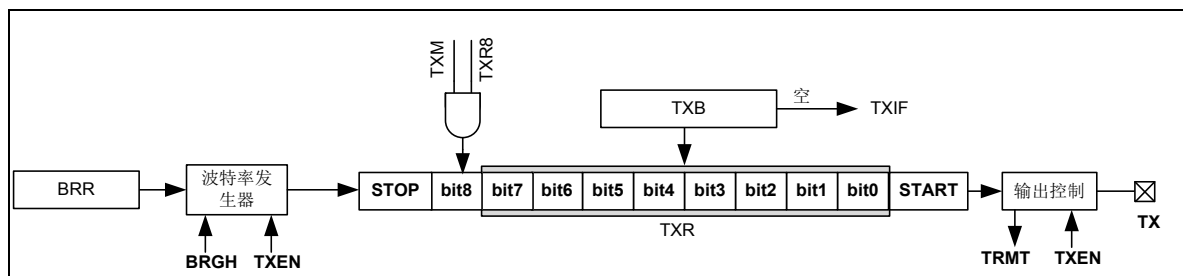 TXM
TXR8
TXB
空
TXIF
BRR
波特率发
生器
STOP
bit8
bit7
bit6
bit5
bit4
bit3
bit2
bit1
bit0
START
输出控制
TX
TXR
BRGH
TXEN
TRMT
TXEN